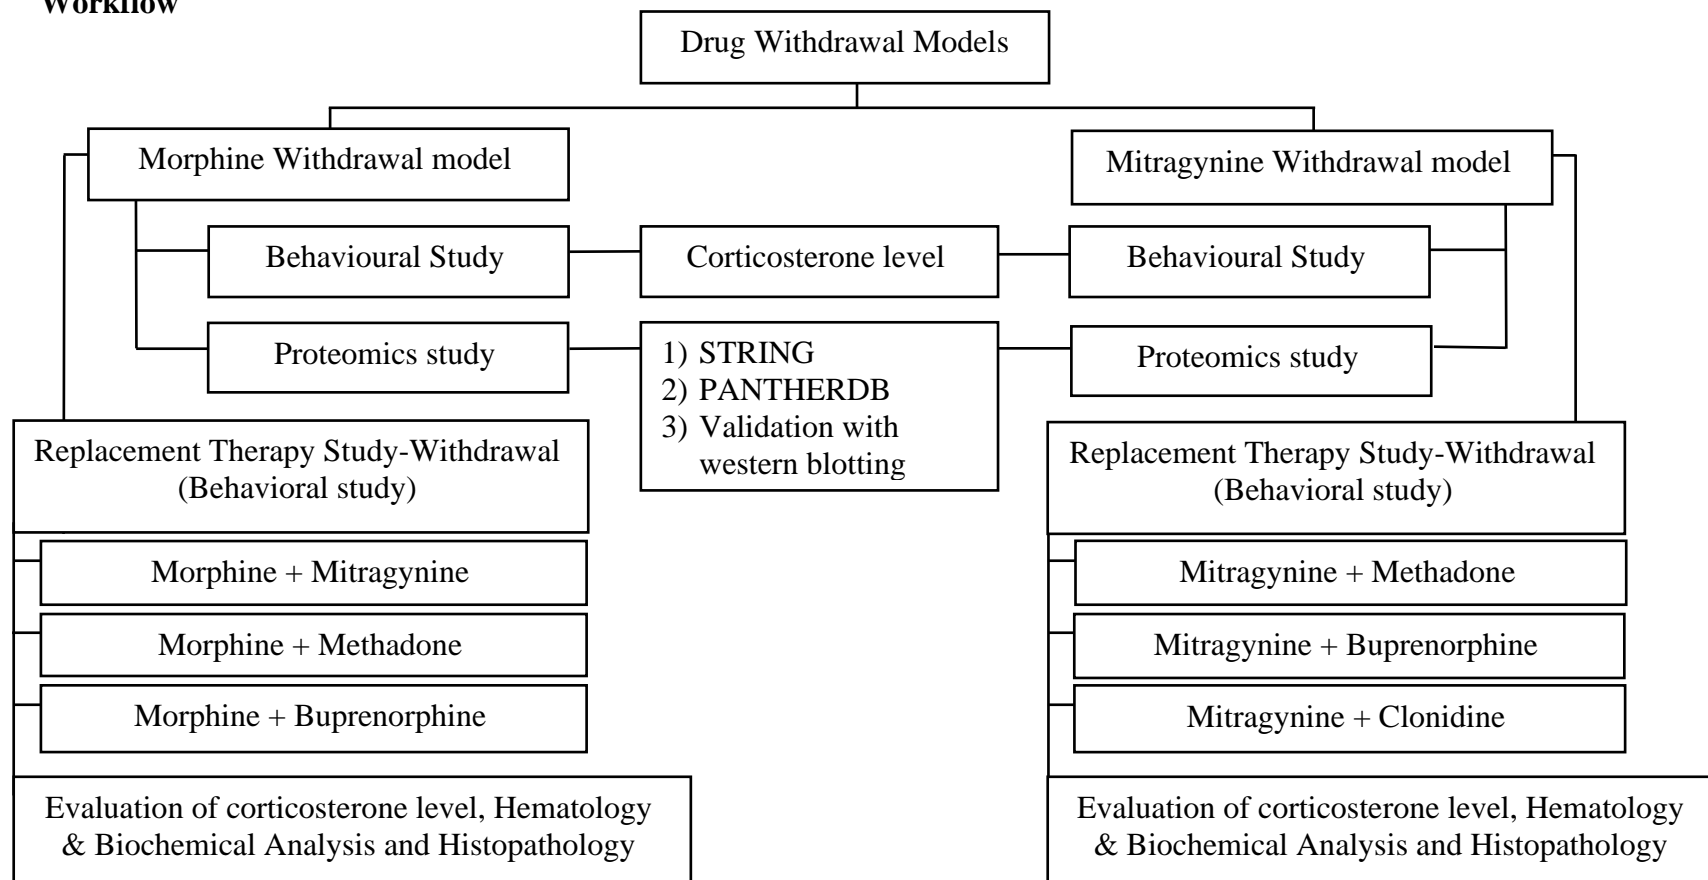 Workflow
Drug Withdrawal Models
Morphine Withdrawal model
Mitragynine Withdrawal model
Behavioural Study
Corticosterone level
Behavioural Study
Proteomics study
1) STRING
2) PANTHERDB
3) Validation with
western blotting
Proteomics study
Replacement Therapy Study-Withdrawal
(Behavioral study)
Replacement Therapy Study-Withdrawal
(Behavioral study)
Morphine + Mitragynine
Mitragynine + Methadone
Morphine + Methadone
Mitragynine + Buprenorphine
Morphine + Buprenorphine
Mitragynine + Clonidine
Evaluation of corticosterone level, Hematology
& Biochemical Analysis and Histopathology
Evaluation of corticosterone level, Hematology
& Biochemical Analysis and Histopathology